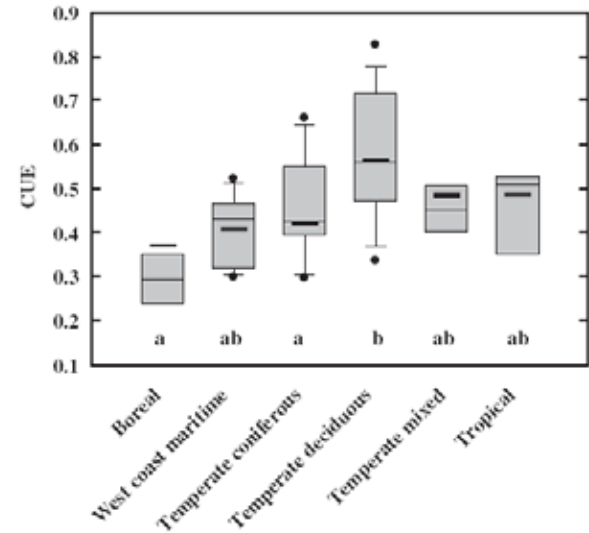 0.9
0.8
0.7
0.6
0.5
0.4
0.3
0.2
0.1
CUE
a ab a b ab ab
Boreal
West coast maritime
Temperate coniferous
Temperate deciduous
Temperate mixed
Tropical